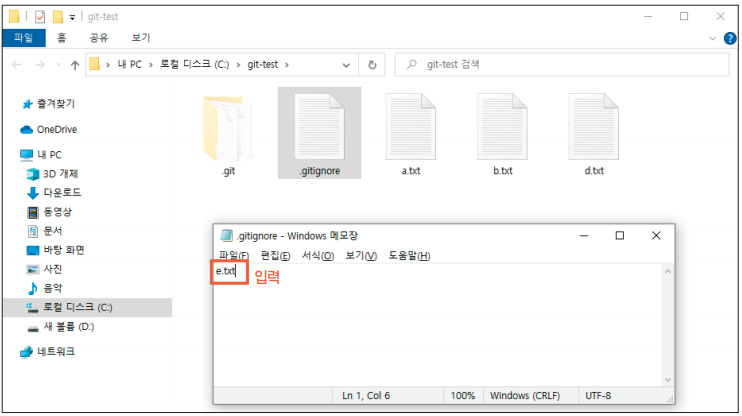 git-test
파일 홈 공유 보기
내 PC > 로컬 디스크 (C:) > git-test >
git-test 검색
즐겨찾기
OneDrive
내 PC
3D 개체
다운로드
동영상
문서
바탕 화면
사진
음악
로컬 디스크 (C:)
새 볼륨 (D:)
네트워크
.git .gitignore a.txt b.txt d.txt
.gitignore - Windows 메모장
파일(F) 편집(E) 서식(O) 보기(V) 도움말(H)
e.txt 입력
Ln 1, Col 6 100% Windows (CRLF) UTF-8